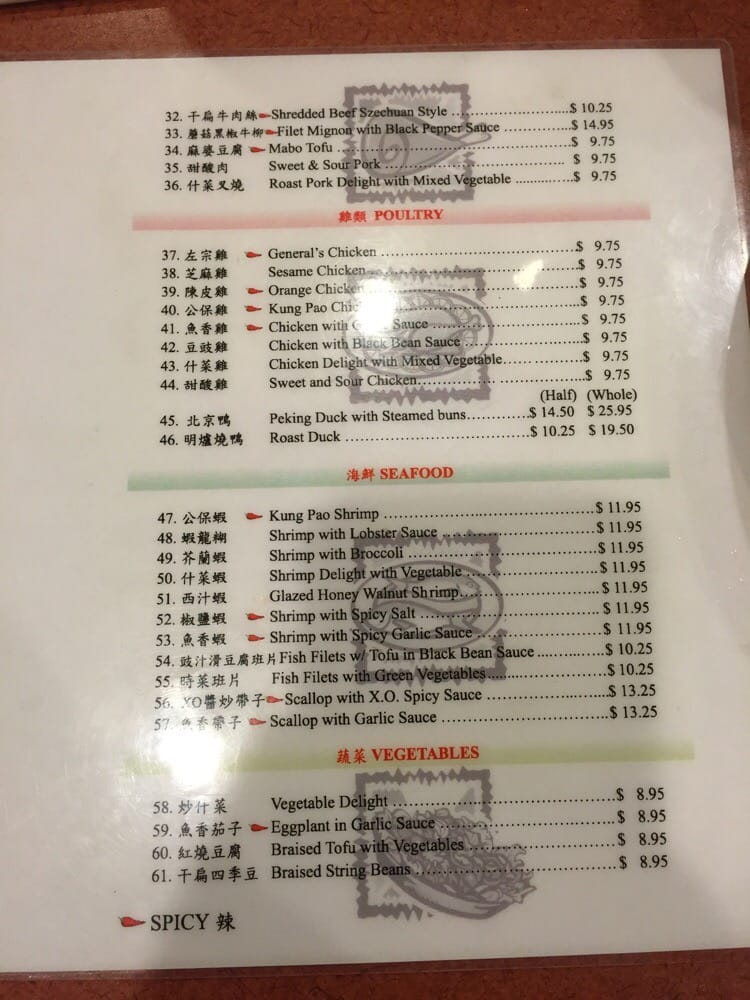 32. 干扁牛肉絲 Shredded Beef Szechuan Style ........................ $ 10.25
33. 蘑菇黑椒牛柳 Filet Mignon with Black Pepper Sauce .............. $ 14.95
34. 麻婆豆腐 Mabo Tofu ................................................ $ 9.75
35. 甜酸肉 Sweet & Sour Pork ...................................... $ 9.75
36. 什菜叉燒 Roast Pork Delight with Mixed Vegetable ............ $ 9.75
雞類 POULTRY
37. 左宗雞 General's Chicken ........................................ $ 9.75
38. 芝麻雞 Sesame Chicken .......................................... $ 9.75
39. 陳皮雞 Orange Chicken .......................................... $ 9.75
40. 公保雞 Kung Pao Chicken ...................................... $ 9.75
41. 魚香雞 Chicken with Sauce .............................. $ 9.75
42. 豆豉雞 Chicken with Black Bean Sauce ...................... $ 9.75
43. 什菜雞 Chicken Delight with Mixed Vegetable .............. $ 9.75
44. 甜酸雞 Sweet and Sour Chicken .............................. $ 9.75
(Half) (Whole)
45. 北京鴨 Peking Duck with Steamed buns ............ $ 14.50 $ 25.95
46. 明爐燒鴨 Roast Duck .................................. $ 10.25 $ 19.50
海鮮 SEAFOOD
47. 公保蝦 Kung Pao Shrimp ........................................ $ 11.95
48. 蝦龍糊 Shrimp with Lobster Sauce ............................ $ 11.95
49. 芥蘭蝦 Shrimp with Broccoli .................................. $ 11.95
50. 什菜蝦 Shrimp Delight with Vegetable ...................... $ 11.95
51. 西汁蝦 Glazed Honey Walnut Shrimp .......................... $ 11.95
52. 椒鹽蝦 Shrimp with Spicy Salt ................................ $ 11.95
53. 魚香蝦 Shrimp with Spicy Garlic Sauce ...................... $ 11.95
54. 豉汁滑豆腐班片 Fish Filets w/ Tofu in Black Bean Sauce ........ $ 10.25
55. 時菜班片 Fish Filets with Green Vegetables .................. $ 10.25
56. XO醬炒帶子 Scallop with X.O. Spicy Sauce .................... $ 13.25
57. 魚香帶子 Scallop with Garlic Sauce .......................... $ 13.25
蔬菜 VEGETABLES
58. 炒什菜 Vegetable Delight ...................................... $ 8.95
59. 魚香茄子 Eggplant in Garlic Sauce ............................ $ 8.95
60. 紅燒豆腐 Braised Tofu with Vegetables ...................... $ 8.95
61. 干扁四季豆 Braised String Beans .............................. $ 8.95
SPICY 辣